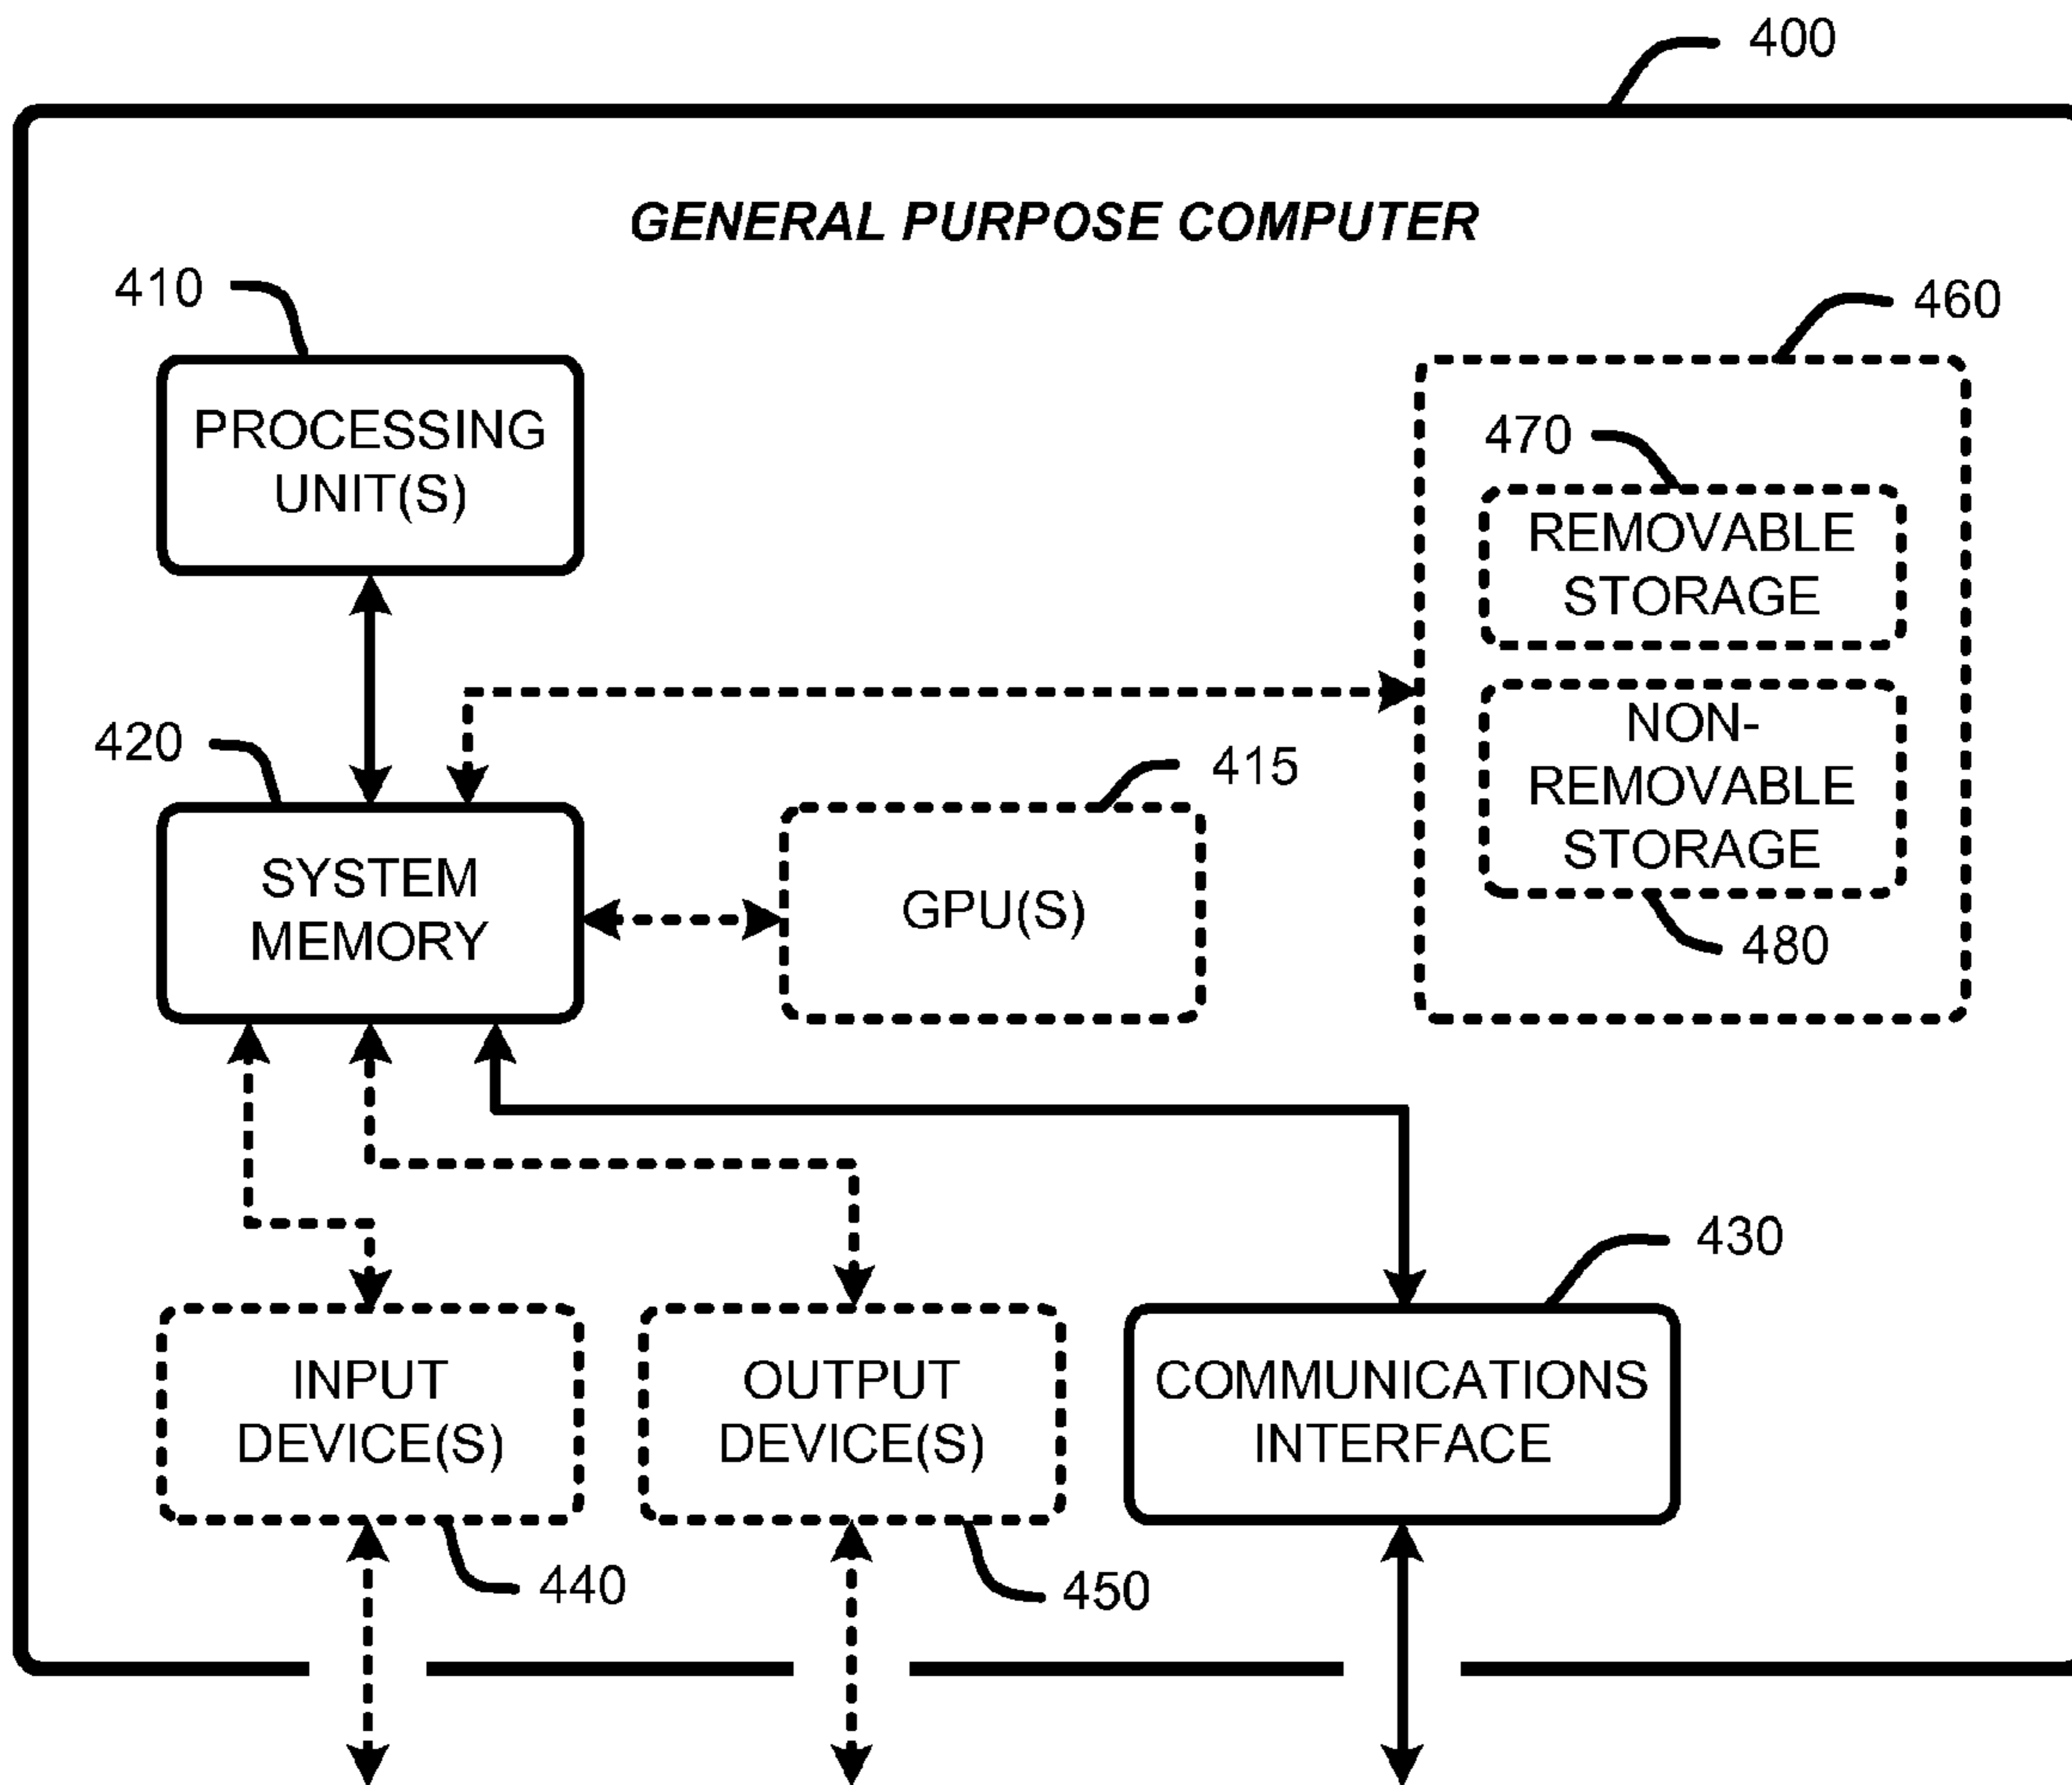 400
GENERAL PURPOSE COMPUTER
410
460
PROCESSING
UNIT(S)
470
REMOVABLE
STORAGE
420
415
NON-
REMOVABLE
STORAGE
SYSTEM
MEMORY
GPU(S)
480
430
INPUT
DEVICE(S)
OUTPUT
DEVICE(S)
COMMUNICATIONS
INTERFACE
440
450